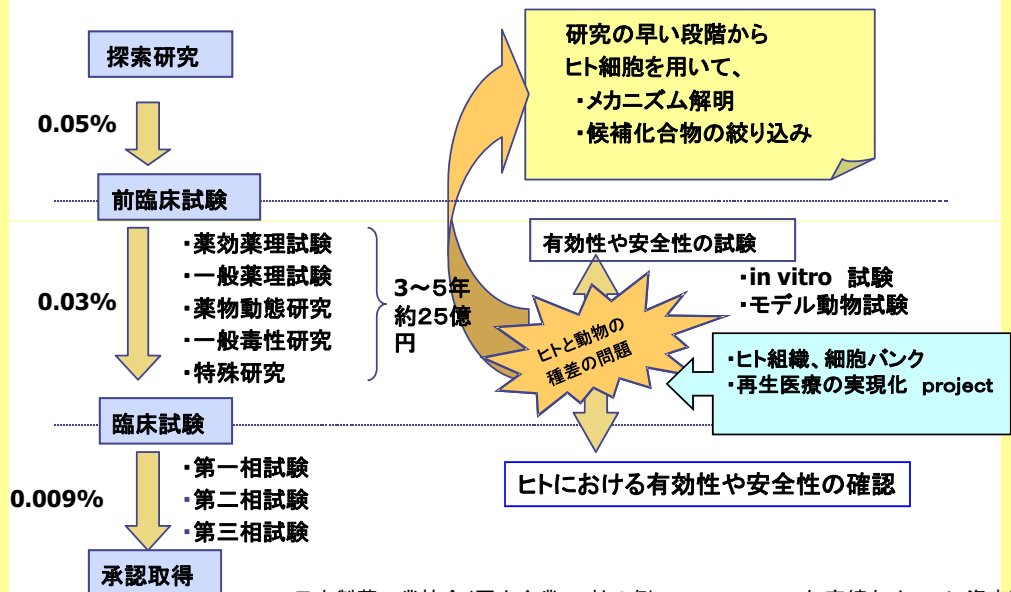 探索研究
0.05%
前臨床試験
・薬効薬理試験
・一般薬理試験
・薬物動態研究
・一般毒性研究
・特殊研究
0.03%
3～5年
約25億
円
臨床試験
・第一相試験
・第二相試験
・第三相試験
0.009%
承認取得
研究の早い段階から
ヒト細胞を用いて、
・メカニズム解明
・候補化合物の絞り込み
有効性や安全性の試験
・in vitro 試験
・モデル動物試験
ヒトと動物の
種差の問題
・ヒト組織、細胞バンク
・再生医療の実現化 project
ヒトにおける有効性や安全性の確認